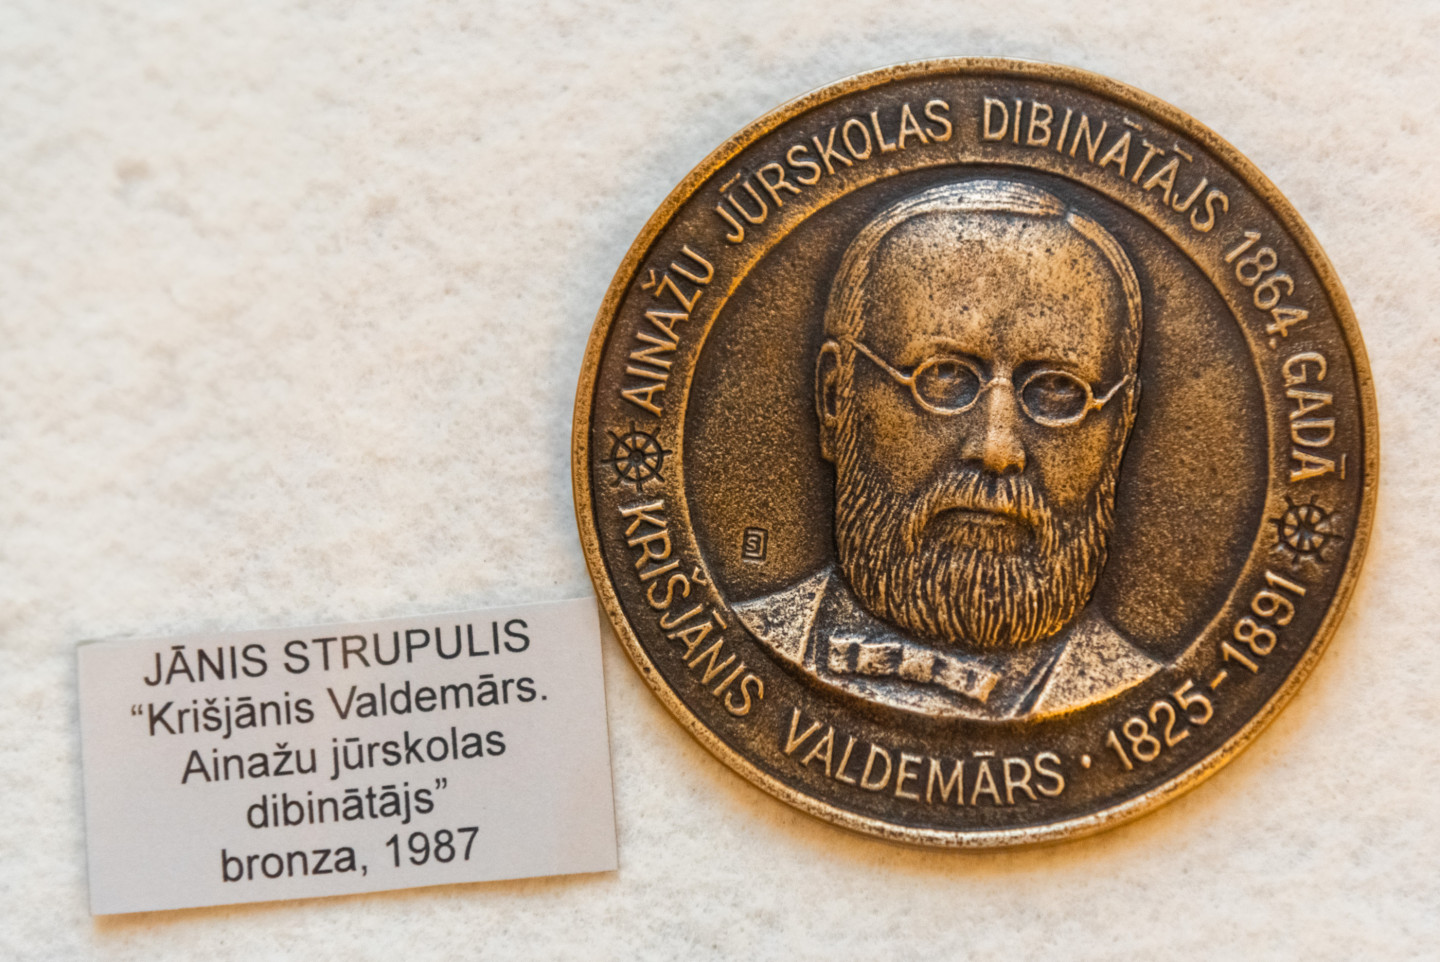 JĀNIS STRUPULIS
“Krišjānis Valdemārs.
Ainažu jūrskolas
dibinātājs”
bronza, 1987
AINAŽU JŪRSKOLAS DIBINĀTĀJS 1864. GADĀ
KRIŠJĀNIS VALDEMĀRS · 1825-1891
S